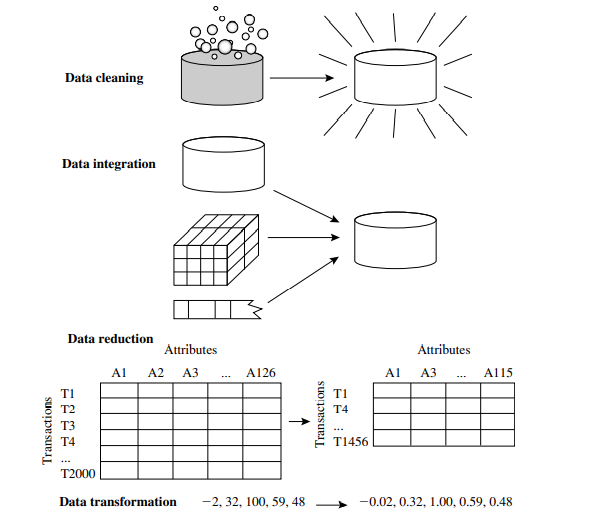 Data cleaning
Data integration
Data reduction
Attributes
A1 A2 A3 ... A126
Transactions
T1
T2
T3
T4
...
T2000
Attributes
A1 A3 ... A115
Transactions
T1
T4
...
T1456
Data transformation −2, 32, 100, 59, 48 −0.02, 0.32, 1.00, 0.59, 0.48